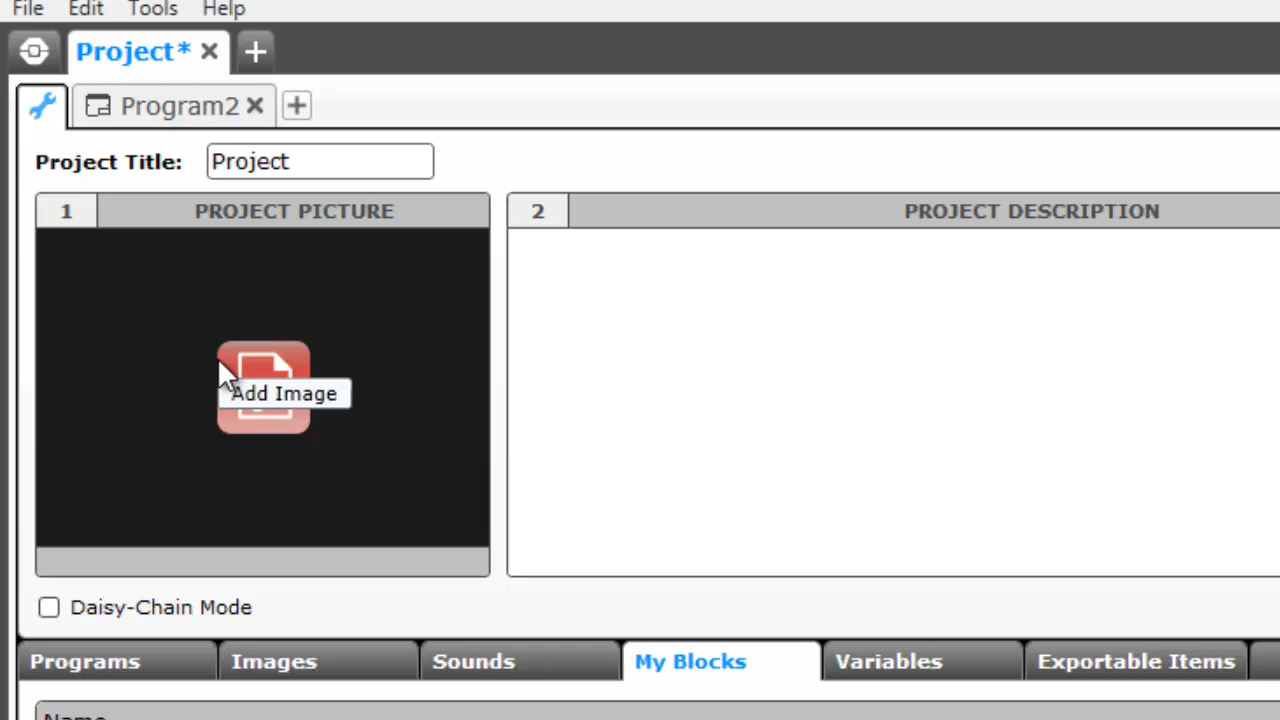 File Edit Tools Help
Project*
Program2
Project Title: Project
1 PROJECT PICTURE 2 PROJECT DESCRIPTION
Add Image
Daisy-Chain Mode
Programs Images Sounds My Blocks Variables Exportable Items
Name